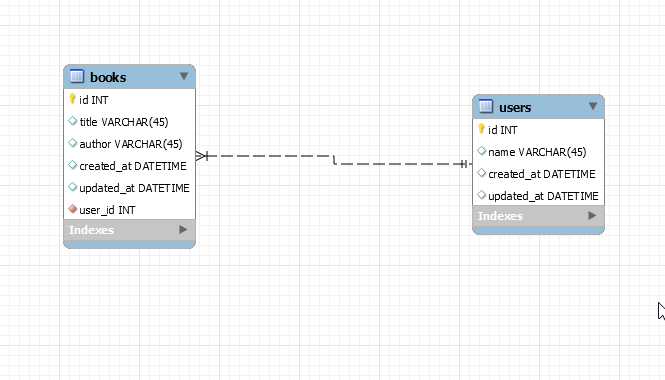 books
id INT
title VARCHAR(45)
author VARCHAR(45)
created_at DATETIME
updated_at DATETIME
user_id INT
Indexes
users
id INT
name VARCHAR(45)
created_at DATETIME
updated_at DATETIME
Indexes